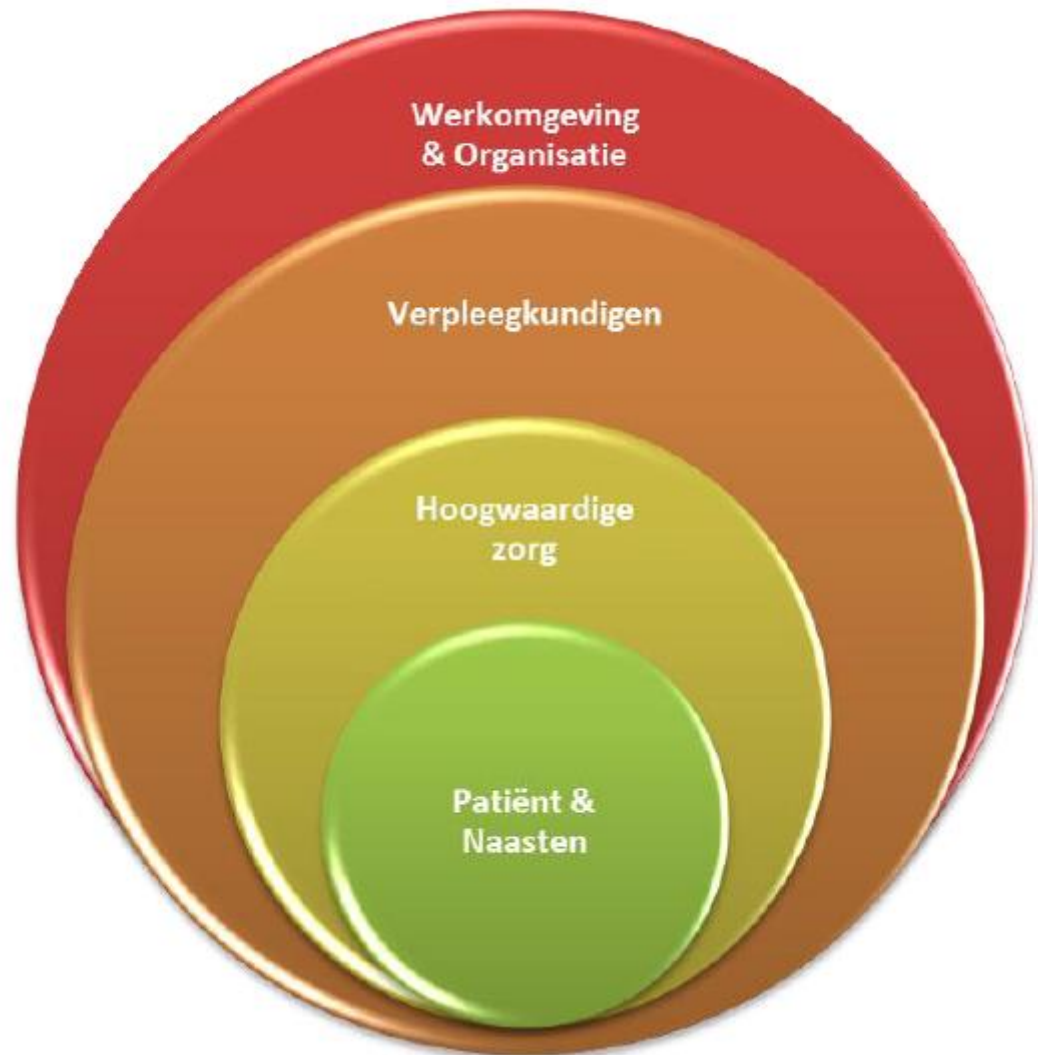 Werkomgeving
& Organisatie
Verpleegkundigen
Hoogwaardige
zorg
Patiënt &
Naasten